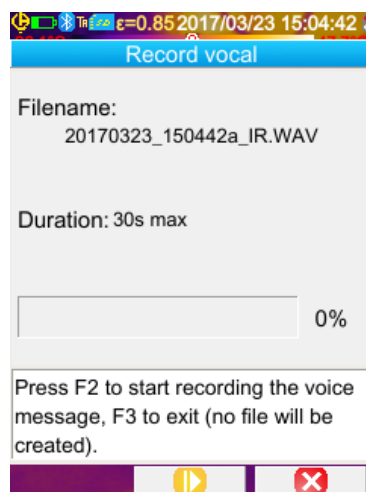 ε=0.85 2017/03/23 15:04:42
Record vocal
Filename:
20170323_150442a_IR.WAV
Duration: 30s max
0%
Press F2 to start recording the voice
message, F3 to exit (no file will be
created).